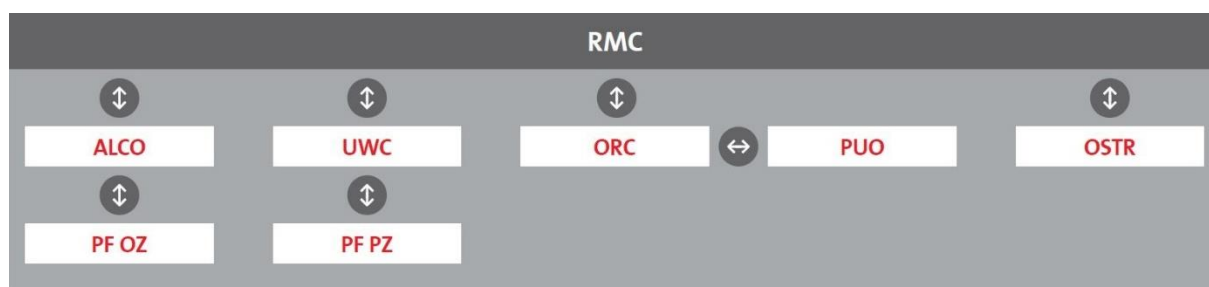 RMC
ALCO UWC ORC PUO OSTR
PF OZ PF PZ